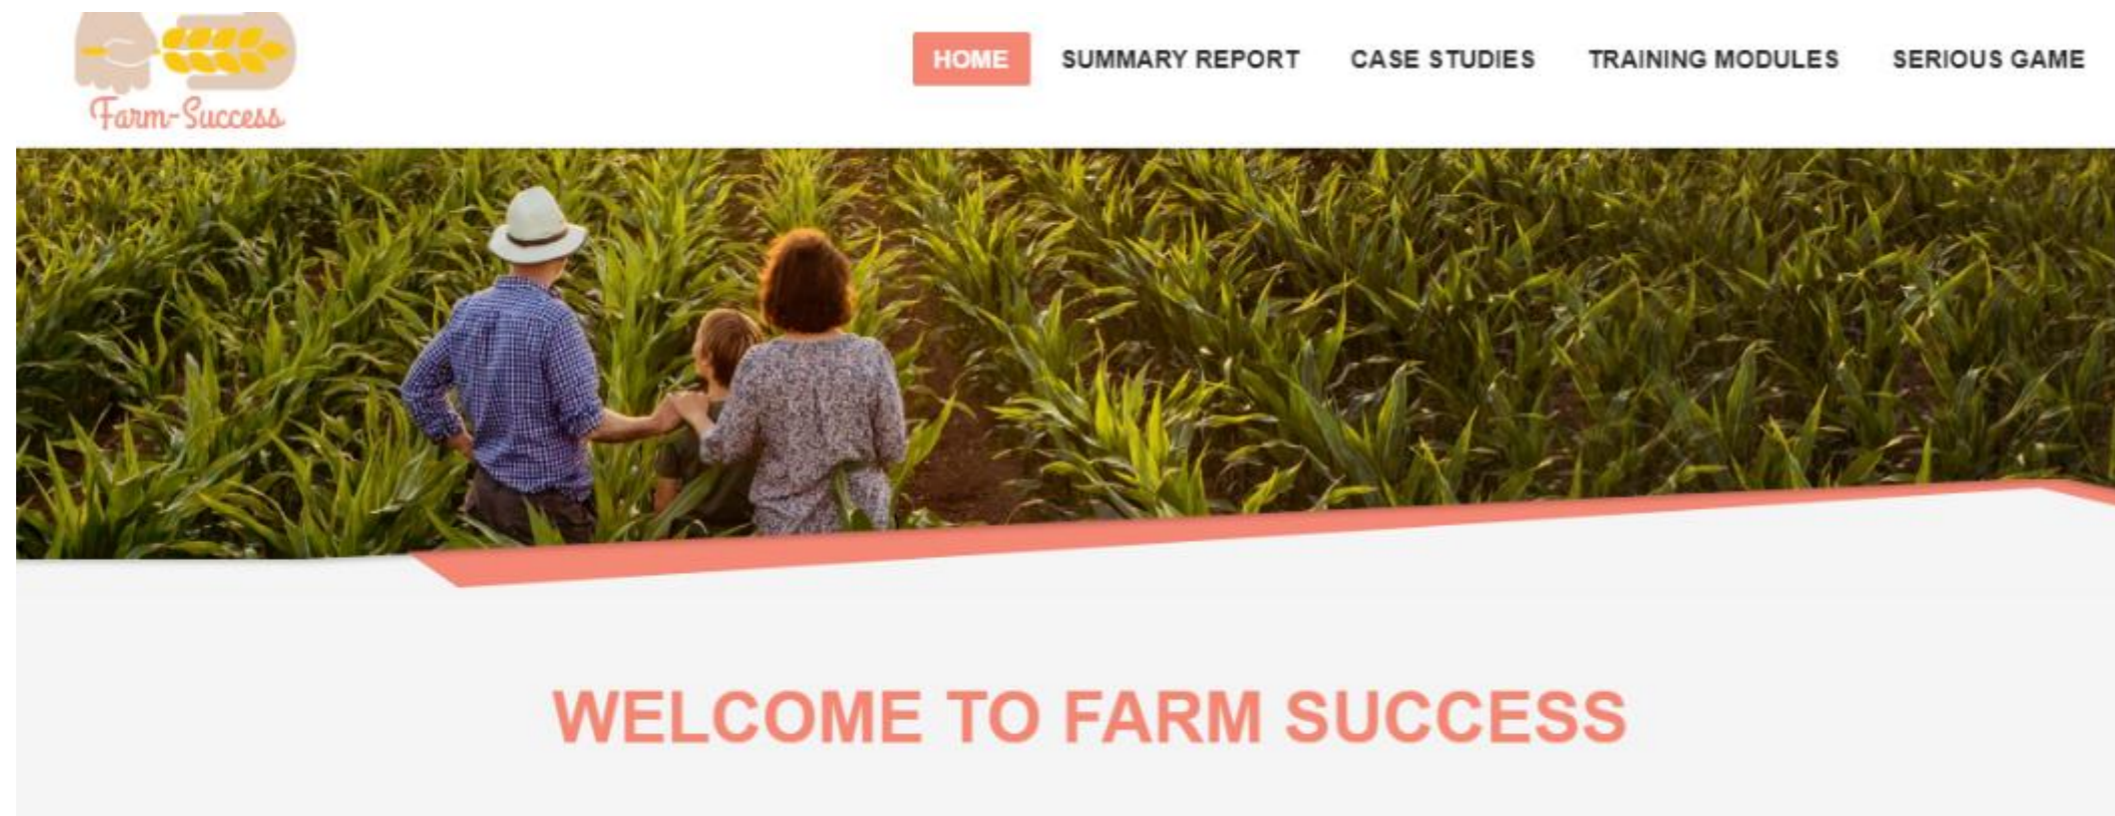 Farm-Success
HOME SUMMARY REPORT CASE STUDIES TRAINING MODULES SERIOUS GAME
WELCOME TO FARM SUCCESS